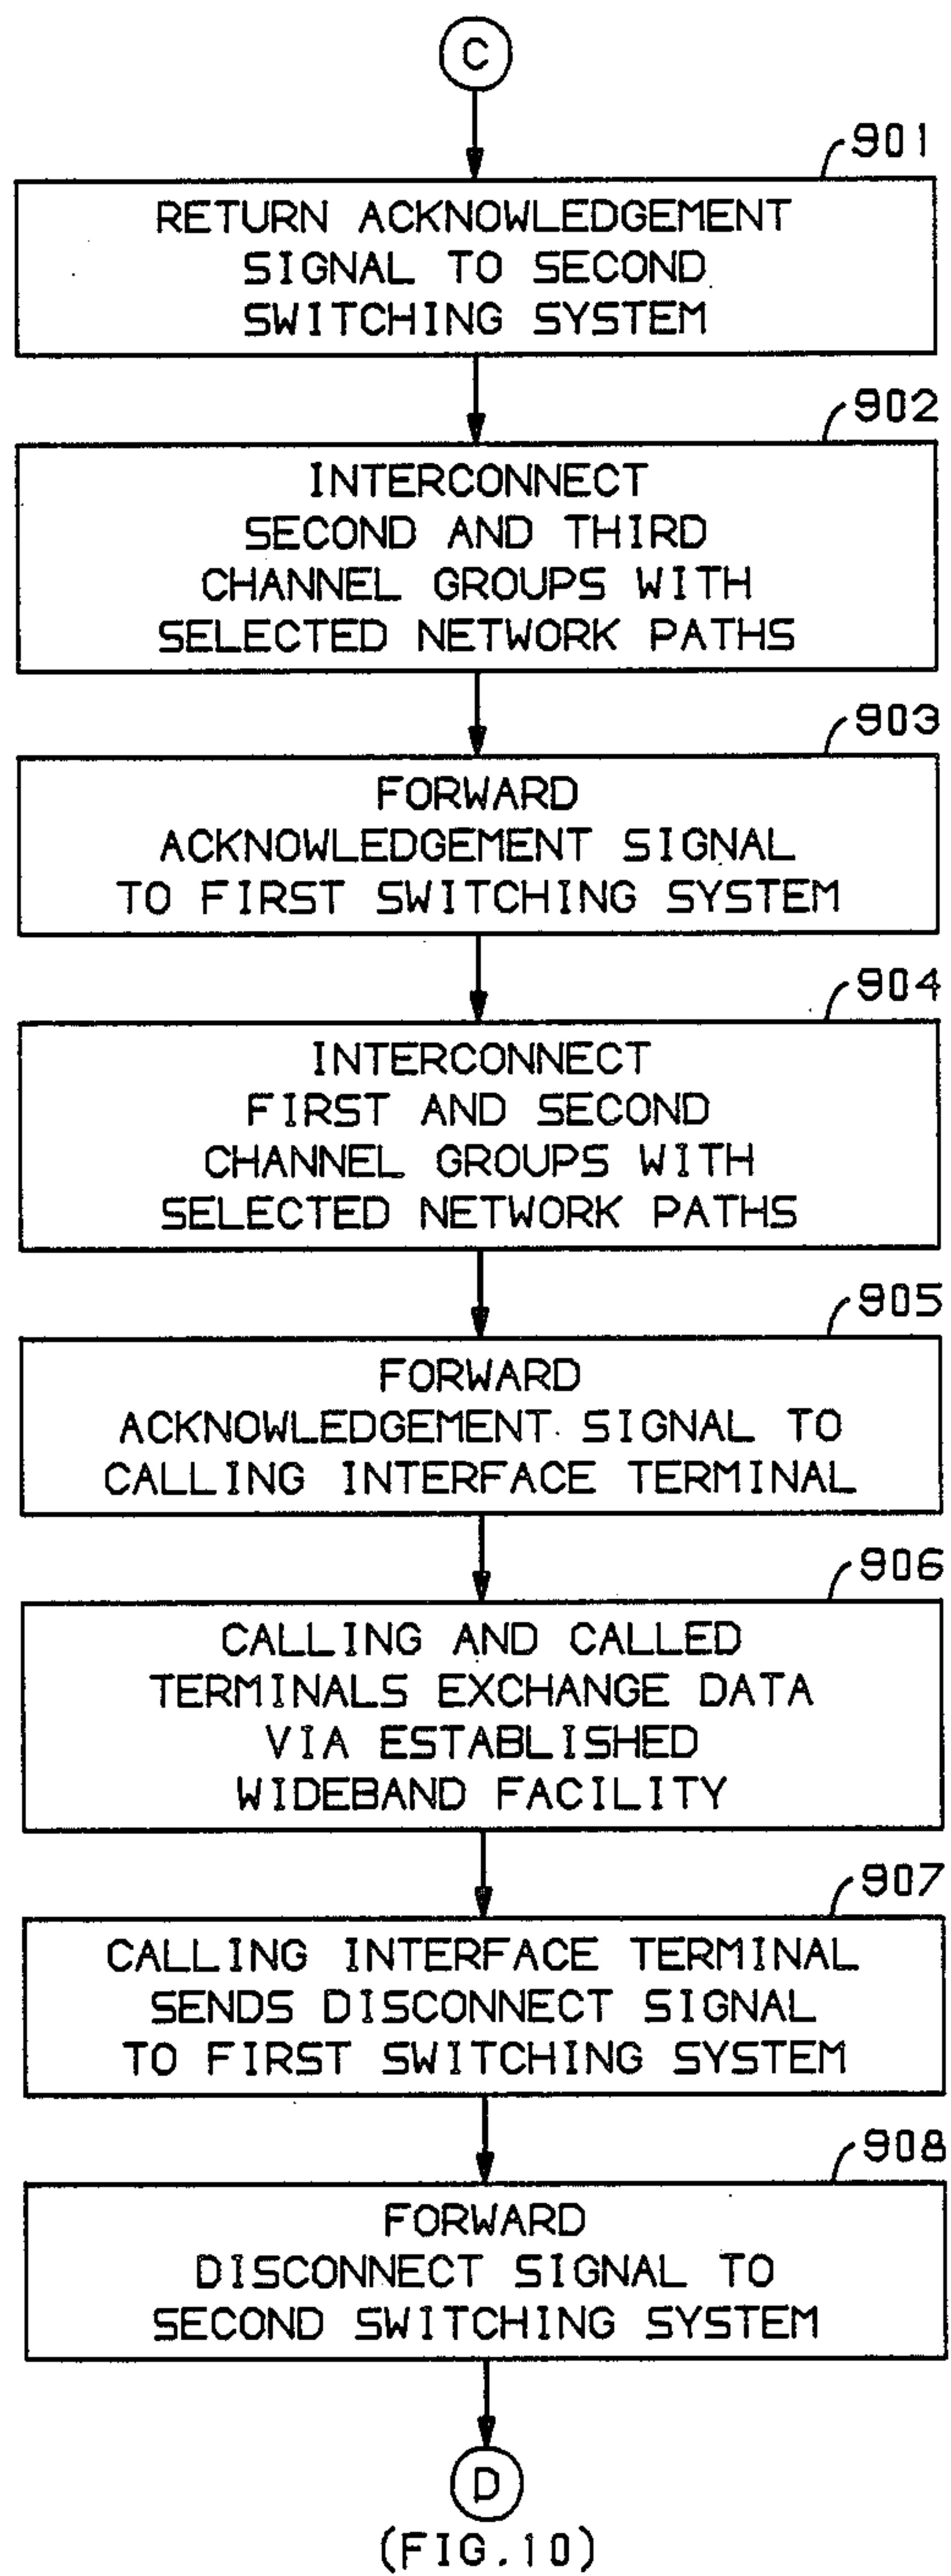 C
901
RETURN ACKNOWLEDGEMENT
SIGNAL TO SECOND
SWITCHING SYSTEM
902
INTERCONNECT
SECOND AND THIRD
CHANNEL GROUPS WITH
SELECTED NETWORK PATHS
903
FORWARD
ACKNOWLEDGEMENT SIGNAL
TO FIRST SWITCHING SYSTEM
904
INTERCONNECT
FIRST AND SECOND
CHANNEL GROUPS WITH
SELECTED NETWORK PATHS
905
FORWARD
ACKNOWLEDGEMENT SIGNAL TO
CALLING INTERFACE TERMINAL
906
CALLING AND CALLED
TERMINALS EXCHANGE DATA
VIA ESTABLISHED
WIDEBAND FACILITY
907
CALLING INTERFACE TERMINAL
SENDS DISCONNECT SIGNAL
TO FIRST SWITCHING SYSTEM
908
FORWARD
DISCONNECT SIGNAL TO
SECOND SWITCHING SYSTEM
D
(FIG.10)